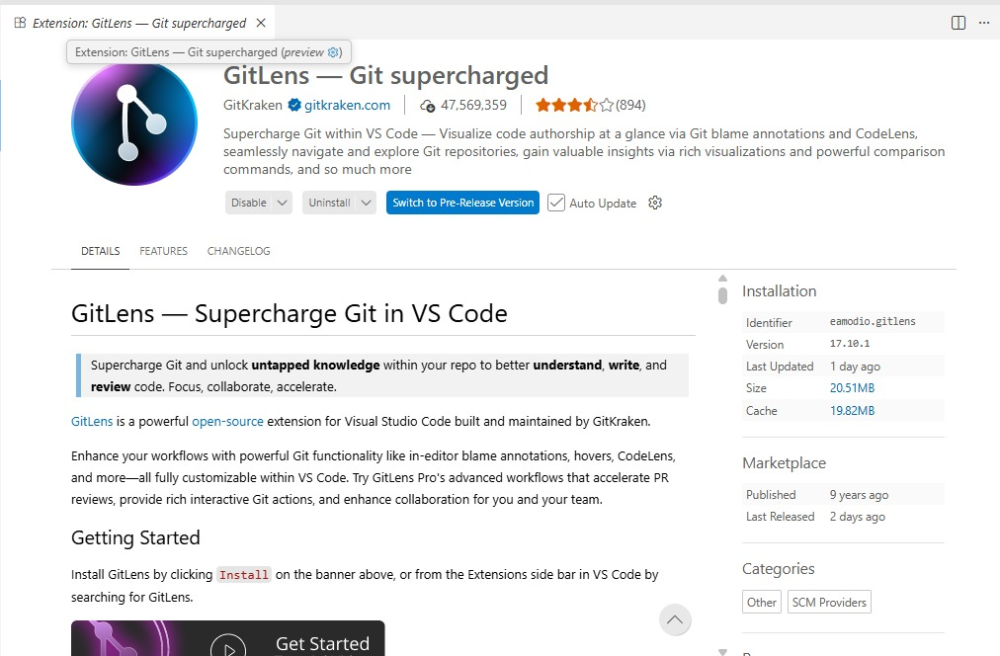 Extension: GitLens — Git supercharged
Extension: GitLens — Git supercharged (preview )
GitLens — Git supercharged
GitKraken gitkraken.com 47,569,359 (894)
Supercharge Git within VS Code — Visualize code authorship at a glance via Git blame annotations and CodeLens,
seamlessly navigate and explore Git repositories, gain valuable insights via rich visualizations and powerful comparison
commands, and so much more
Disable Uninstall Switch to Pre-Release Version Auto Update
DETAILS FEATURES CHANGELOG
GitLens — Supercharge Git in VS Code
Supercharge Git and unlock untapped knowledge within your repo to better understand, write, and
review code. Focus, collaborate, accelerate.
GitLens is a powerful open-source extension for Visual Studio Code built and maintained by GitKraken.
Enhance your workflows with powerful Git functionality like in-editor blame annotations, hovers, CodeLens,
and more—all fully customizable within VS Code. Try GitLens Pro's advanced workflows that accelerate PR
reviews, provide rich interactive Git actions, and enhance collaboration for you and your team.
Getting Started
Install GitLens by clicking Install on the banner above, or from the Extensions side bar in VS Code by
searching for GitLens.
Get Started
Installation
Identifier eamodio.gitlens
Version 17.10.1
Last Updated 1 day ago
Size 20.51MB
Cache 19.82MB
Marketplace
Published 9 years ago
Last Released 2 days ago
Categories
Other SCM Providers